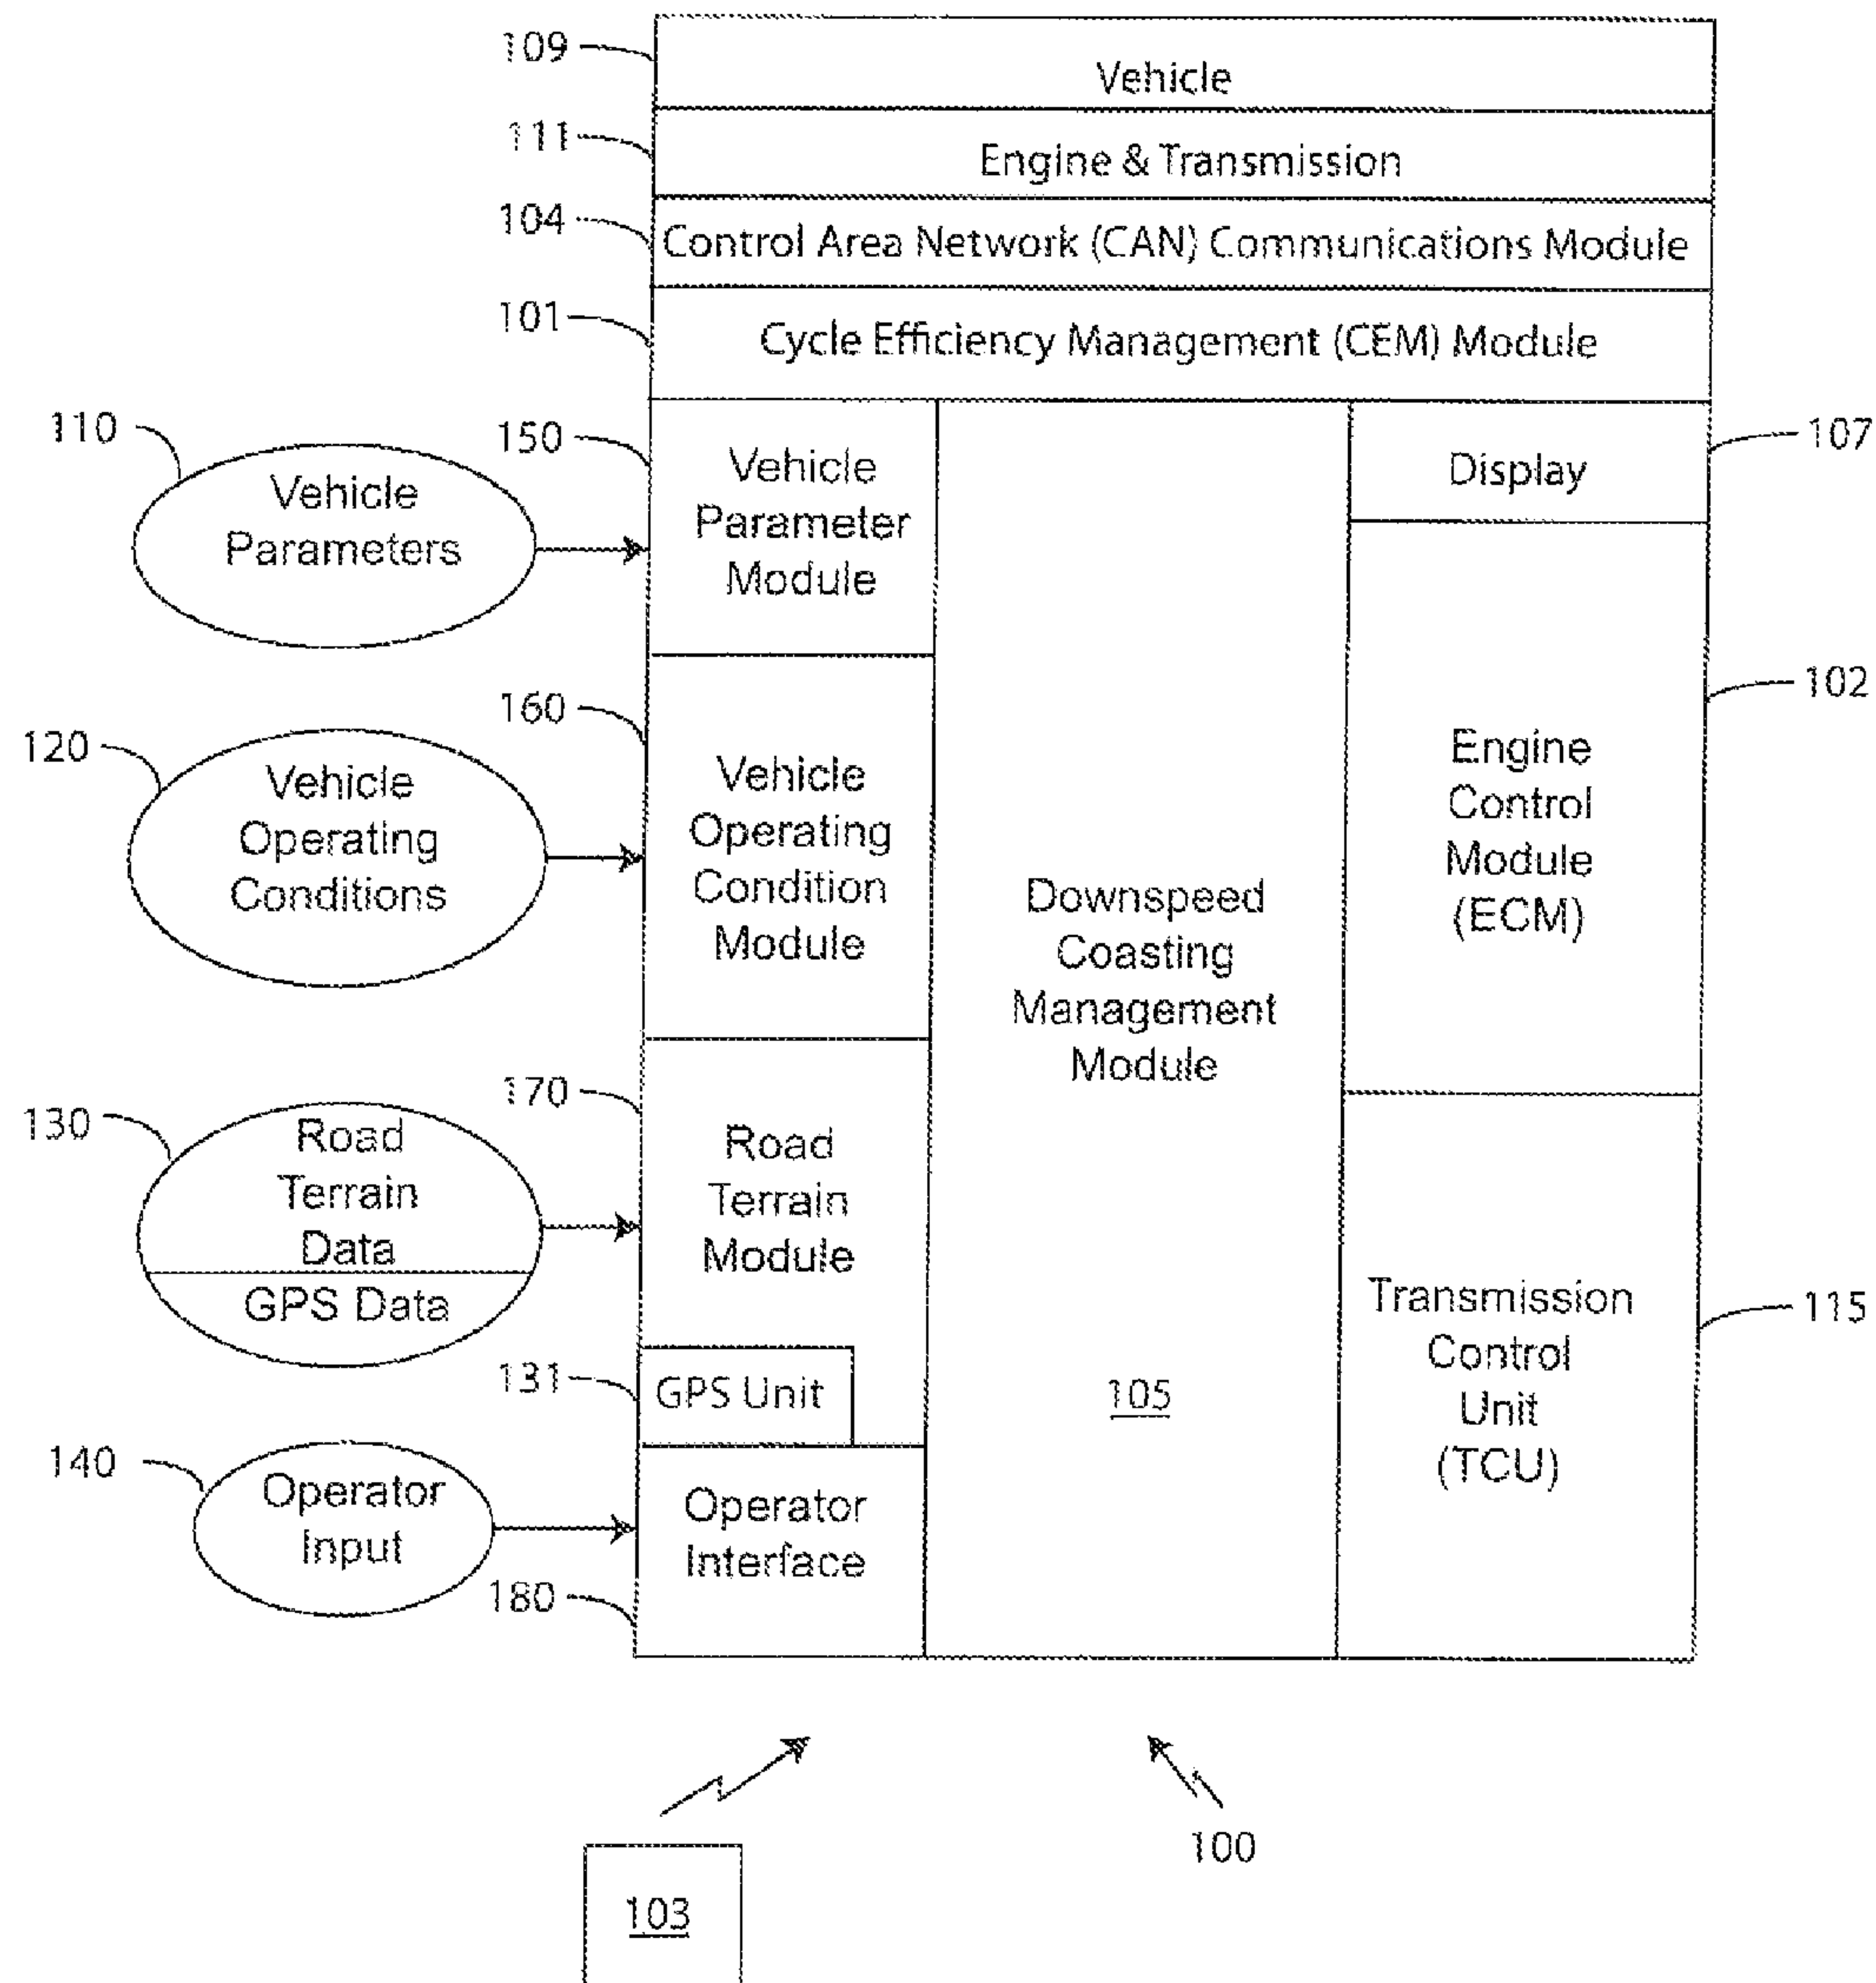 109
Vehicle
111
Engine & Transmission
104
Control Area Network (CAN) Communications Module
101
Cycle Efficiency Management (CEM) Module
110
Vehicle
Parameters
150
Vehicle
Parameter
Module
Display
107
120
Vehicle
Operating
Conditions
160
Vehicle
Operating
Condition
Module
Downspeed
Coasting
Management
Module
105
Engine
Control
Module
(ECM)
102
130
Road
Terrain
Data
GPS Data
170
Road
Terrain
Module
131
GPS Unit
Transmission
Control
Unit
(TCU)
115
140
Operator
Input
180
Operator
Interface
103
100